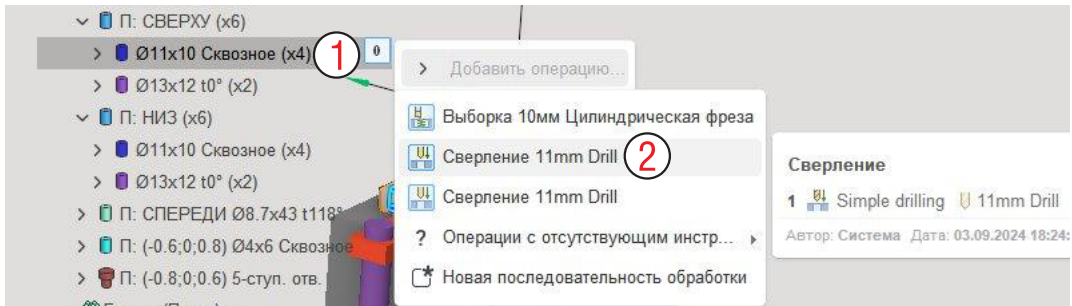 П: СВЕРХУ (x6)
Ø11x10 Сквозное (x4)
1
0
Добавить операцию...
Ø13x12 t0° (x2)
П: НИЗ (x6)
Выборка 10мм Цилиндрическая фреза
Ø11x10 Сквозное (x4)
Сверление 11mm Drill
2
Сверление
Ø13x12 t0° (x2)
Сверление 11mm Drill
1 Simple drilling 11mm Drill
П: СПЕРЕДИ Ø8.7x43 t118°
? Операции с отсутствующим инстр...
Автор: Система Дата: 03.09.2024 18:24:
П: (-0.6;0;0.8) Ø4x6 Сквозное
Новая последовательность обработки
П: (-0.8;0;0.6) 5-ступ. отв.